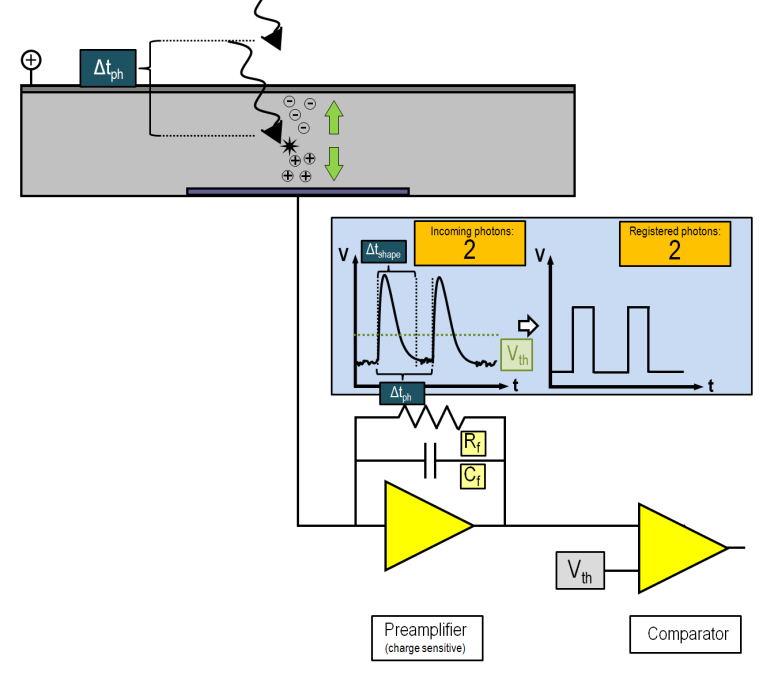 Δtph
Incoming photons:
2
Registered photons:
2
V
Δtshape
V
Vth
t
t
Δtph
Rf
Cf
Vth
Preamplifier
(charge sensitive)
Comparator